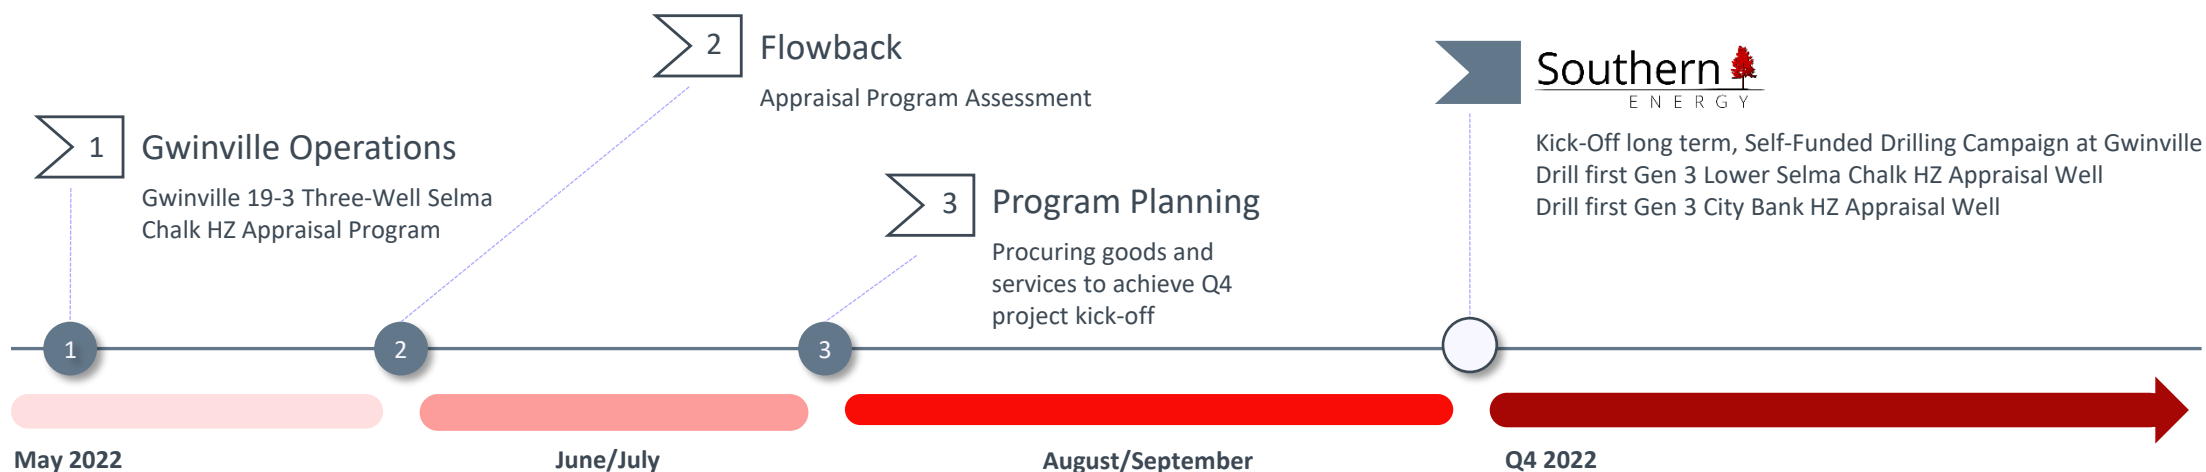 1
Gwinville Operations
Gwinville 19-3 Three-Well Selma
Chalk HZ Appraisal Program
2
Flowback
Appraisal Program Assessment
3
Program Planning
Procuring goods and
services to achieve Q4
project kick-off
Southern
ENERGY
Kick-Off long term, Self-Funded Drilling Campaign at Gwinville
Drill first Gen 3 Lower Selma Chalk HZ Appraisal Well
Drill first Gen 3 City Bank HZ Appraisal Well
1
2
3
May 2022
June/July
August/September
Q4 2022